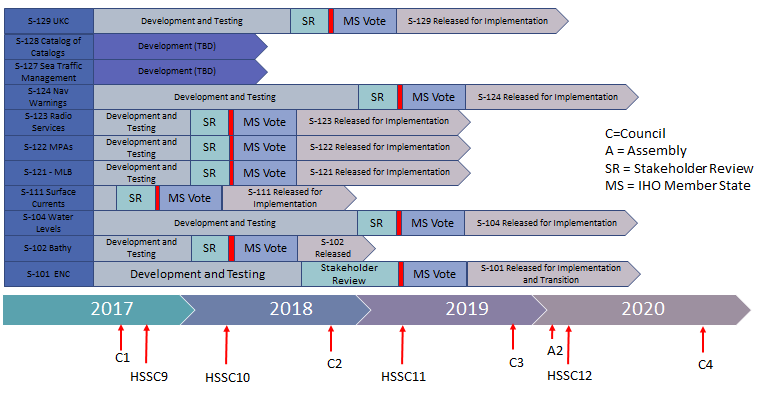 S-129 UKC
Development and Testing
SR
MS Vote
S-129 Released for Implementation
S-128 Catalog of
Catalogs
Development (TBD)
S-127 Sea Traffic
Management
Development (TBD)
S-124 Nav
Warnings
Development and Testing
SR
MS Vote
S-124 Released for Implementation
S-123 Radio
Services
Development and
Testing
SR
MS Vote
S-123 Released for Implementation
S-122 MPAs
Development and
Testing
SR
MS Vote
S-122 Released for Implementation
S-121 - MLB
Development and
Testing
SR
MS Vote
S-121 Released for Implementation
S-111 Surface
Currents
SR
MS Vote
S-111 Released for
Implementation
S-104 Water
Levels
Development and Testing
SR
MS Vote
S-104 Released for Implementation
S-102 Bathy
Development and
Testing
SR
MS Vote
S-102
Released
S-101 ENC
Development and Testing
Stakeholder
Review
MS Vote
S-101 Released for Implementation
and Transition
C=Council
A = Assembly
SR = Stakeholder Review
MS = IHO Member State
2017
2018
2019
2020
C1
HSSC9
HSSC10
C2
HSSC11
C3
A2
HSSC12
C4